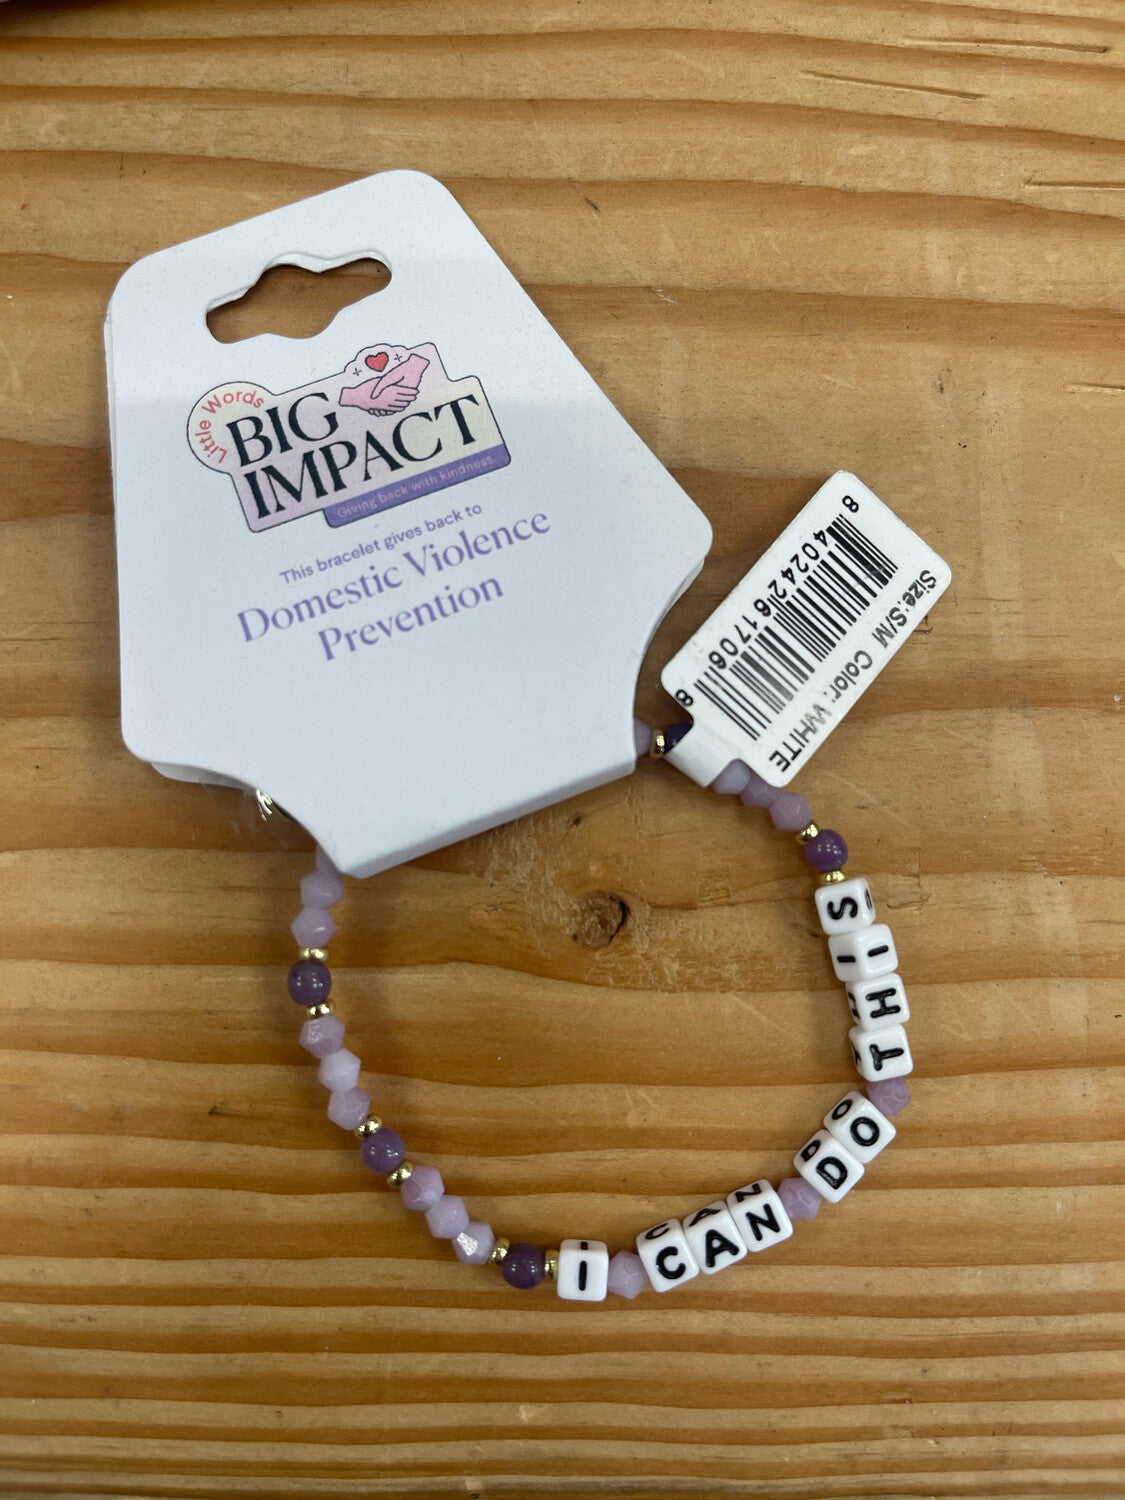 Little Words
BIG
IMPACT
Giving back with kindness.
This bracelet gives back to
Domestic Violence
Prevention
8 40242 61706 8
Size:S/M Color: WHITE
I CAN DO THIS